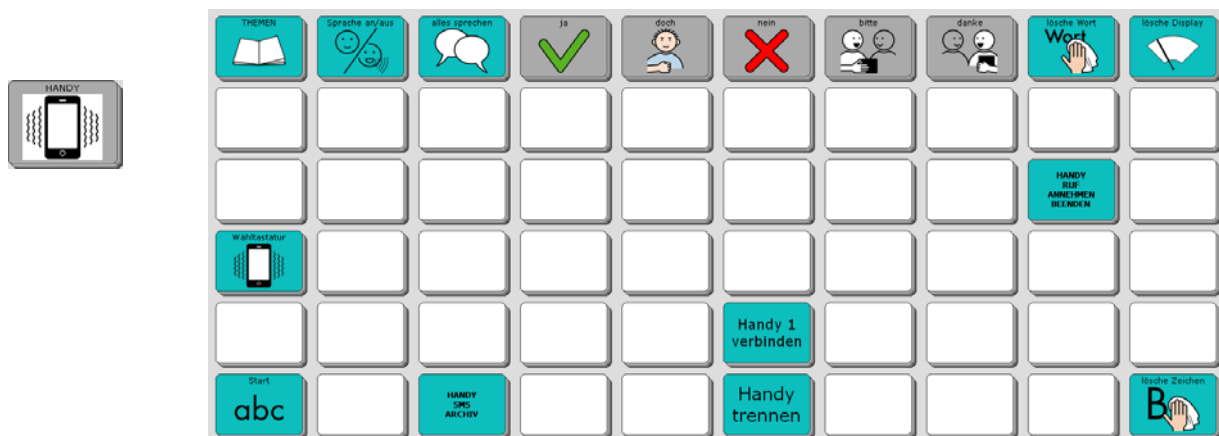 HANDY
THEMEN
Sprache an/aus
alles sprechen
ja
doch
nein
bitte
danke
lösche Wort
Wort
lösche Display
HANDY
RUF
ANNEHMEN
BEENDEN
Wähltastatur
Handy 1
verbinden
Start
abc
HANDY
SMS
ARCHIV
Handy
trennen
lösche Zeichen
B